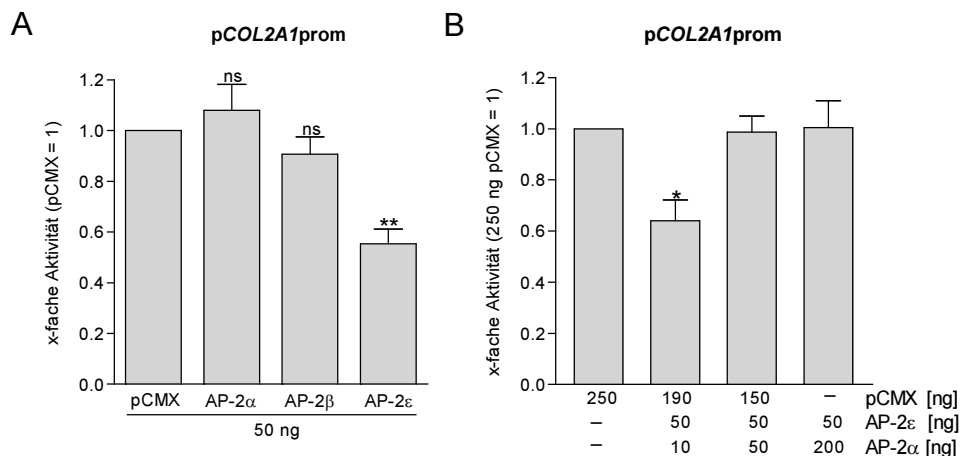 A
pCOL2A1prom
x-fache Aktivität (pCMX = 1)
1.2
1.0
0.8
0.6
0.4
0.2
0.0
ns
ns
**
pCMX AP-2α AP-2β AP-2ε
50 ng
B
pCOL2A1prom
x-fache Aktivität (250 ng pCMX = 1)
1.2
1.0
0.8
0.6
0.4
0.2
0.0
*
250 190 150 – pCMX [ng]
– 50 50 50 AP-2ε [ng]
– 10 50 200 AP-2α [ng]